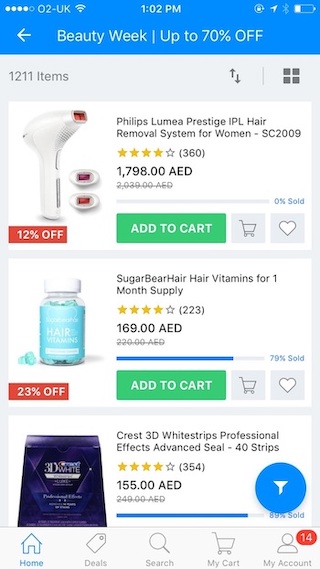 O2-UK
1:02 PM
Beauty Week | Up to 70% OFF
1211 Items
Philips Lumea Prestige IPL Hair
Removal System for Women - SC2009
(360)
1,798.00 AED
2,039.00 AED
0% Sold
12% OFF
ADD TO CART
SugarBearHair Hair Vitamins for 1
Month Supply
(223)
169.00 AED
220.00 AED
79% Sold
HAIR
VITAMINS
23% OFF
ADD TO CART
Crest 3D Whitestrips Professional
Effects Advanced Seal - 40 Strips
(354)
155.00 AED
249.00 AED
89% Sold
3D WHITE
LUXE
Professional Effects
14
Home
Deals
Search
My Cart
My Account